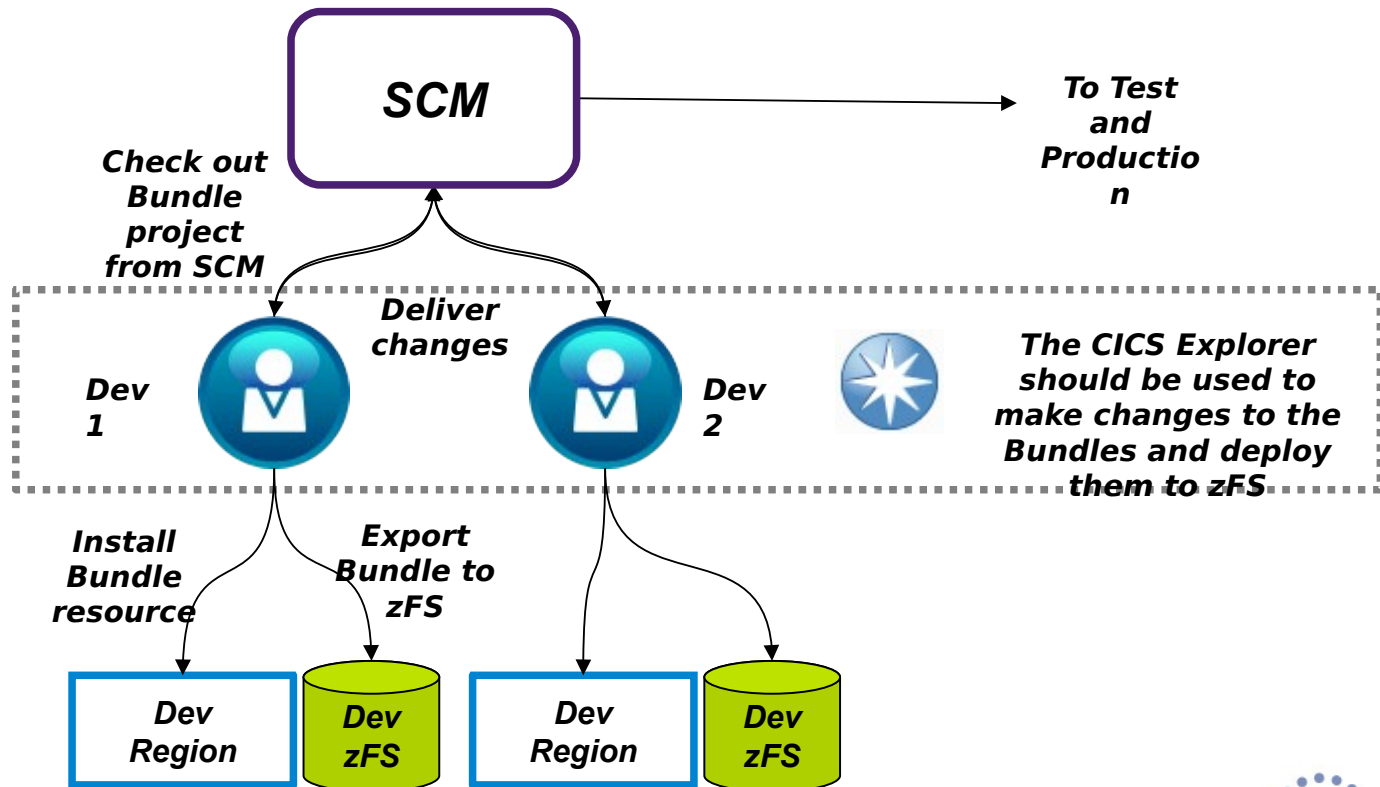 SCM
To Test
and
Productio
n
Check out
Bundle
project
from SCM
Deliver
changes
Dev
1
Dev
2
The CICS Explorer
should be used to
make changes to the
Bundles and deploy
them to zFS
Install
Bundle
resource
Export
Bundle to
zFS
Dev
Region
Dev
zFS
Dev
Region
Dev
zFS